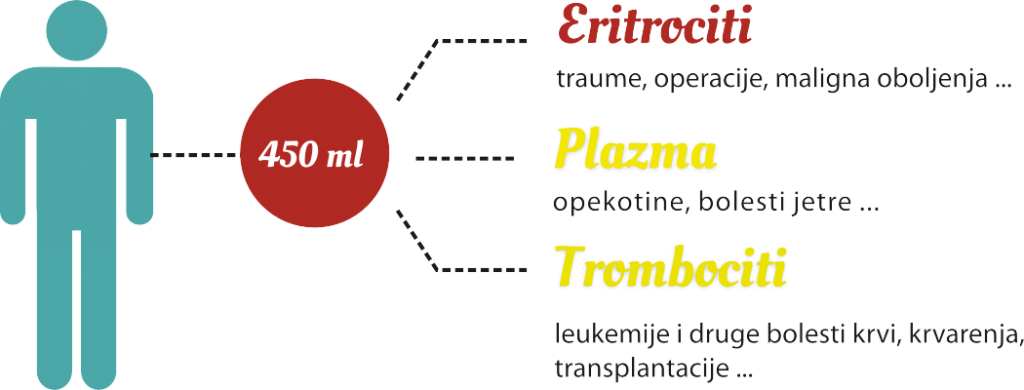 450 ml
Eritrociti
traume, operacije, maligna oboljenja ...
Plazma
opekotine, bolesti jetre ...
Trombociti
leukemije i druge bolesti krvi, krvarenja,
transplantacije ...